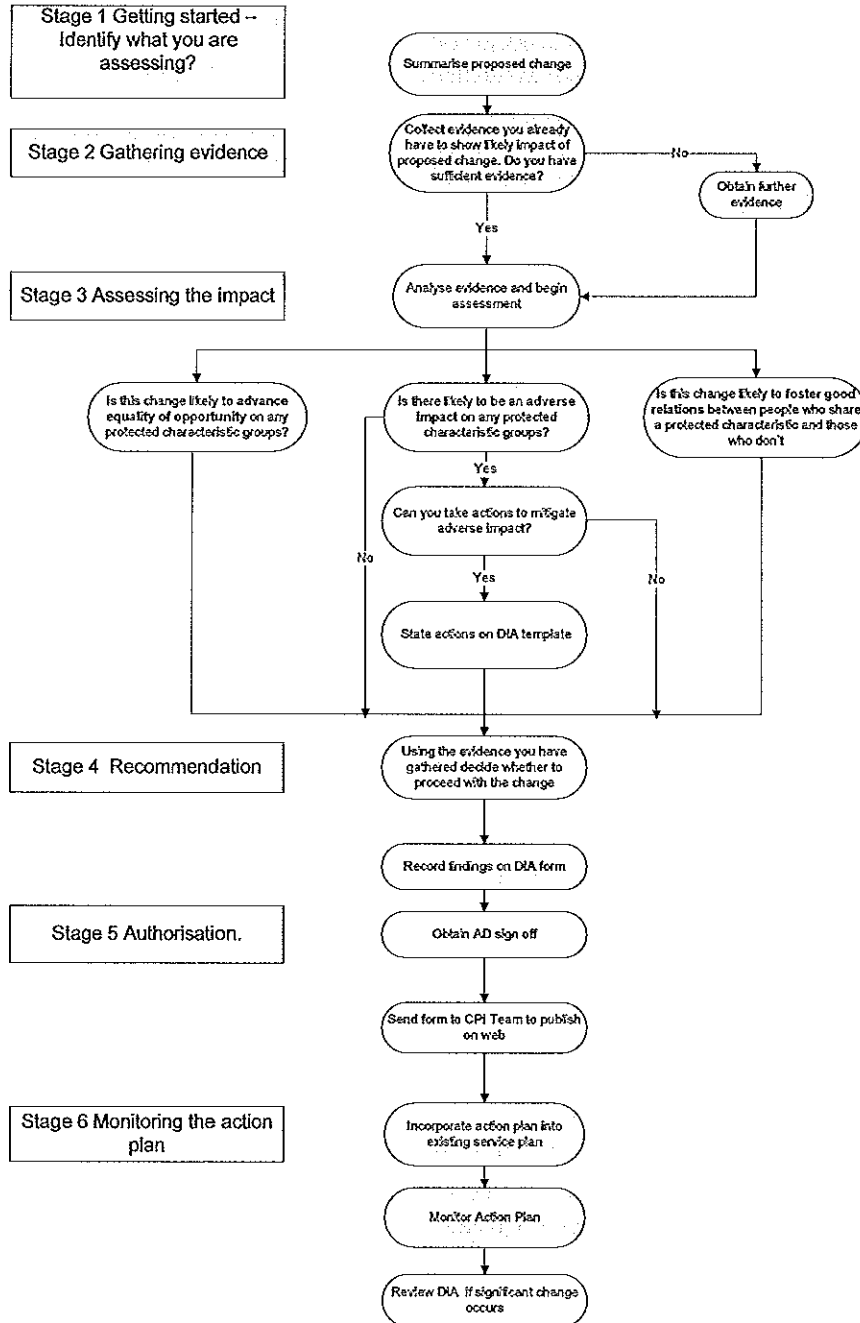 Stage 1 Getting started –
Identify what you are
assessing?
Summarise proposed change
Stage 2 Gathering evidence
Collect evidence you already
have to show likely impact of
proposed change. Do you have
sufficient evidence?
No
Obtain further
evidence
Yes
Stage 3 Assessing the impact
Analyse evidence and begin
assessment
Is this change likely to advance
equality of opportunity on any
protected characteristic groups?
Is there likely to be an adverse
impact on any protected
characteristic groups?
Is this change likely to foster good
relations between people who share
a protected characteristic and those
who don't
Yes
Can you take actions to mitigate
adverse impact?
No
Yes
No
State actions on DIA template
Stage 4 Recommendation
Using the evidence you have
gathered decide whether to
proceed with the change
Record findings on DIA form
Stage 5 Authorisation.
Obtain AD sign off
Send form to CPI Team to publish
on web
Stage 6 Monitoring the action
plan
Incorporate action plan into
existing service plan
Monitor Action Plan
Review DIA if significant change
occurs